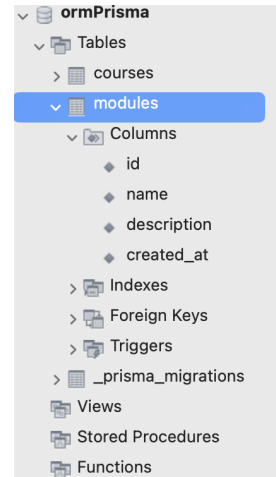 ormPrisma
Tables
courses
modules
Columns
id
name
description
created_at
Indexes
Foreign Keys
Triggers
_prisma_migrations
Views
Stored Procedures
Functions